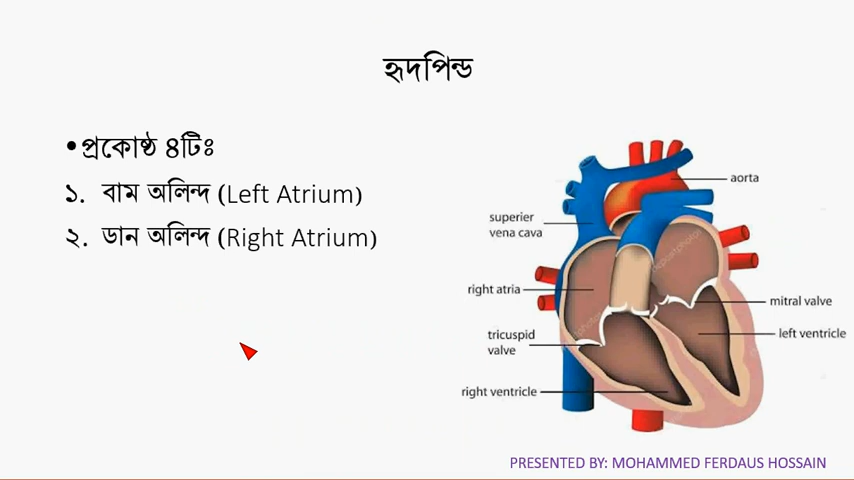 হৃদপিন্ড
•প্রকোষ্ঠ ৪টিঃ
১. বাম অলিন্দ (Left Atrium)
২. ডান অলিন্দ (Right Atrium)
aorta
superier
vena cava
depositphotos
right atria
mitral valve
tricuspid
valve
left ventricle
right ventricle
PRESENTED BY: MOHAMMED FERDAUS HOSSAIN